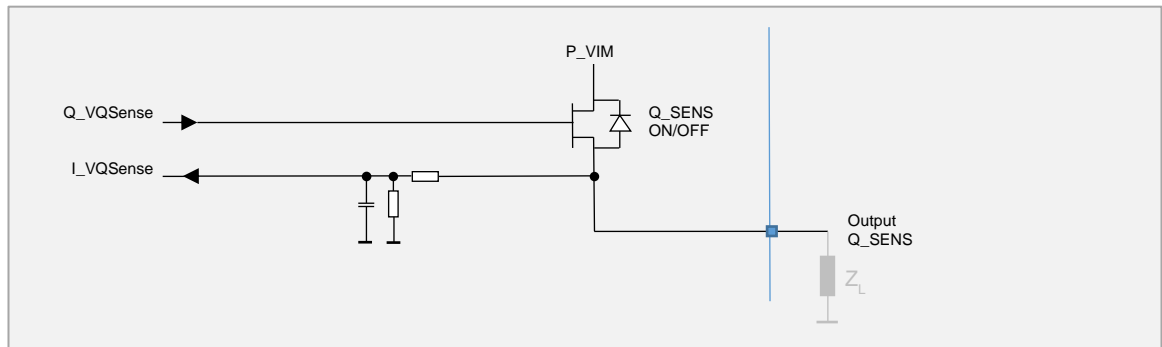 P_VIM
Q_VQSense
Q_SENS
ON/OFF
I_VQSense
Output
Q_SENS
Z_L